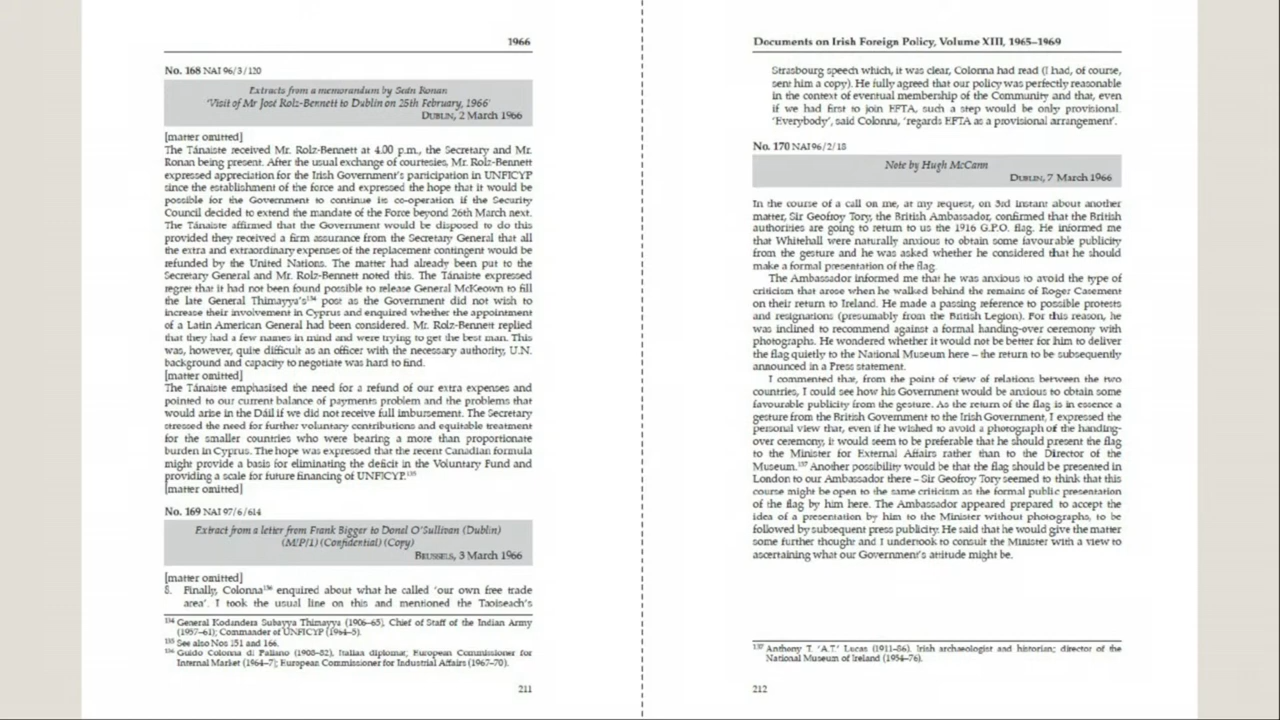 1966
No. 168 NAI 96/3/120
Extracts from a memorandum by Seán Ronan
'Visit of Mr José Rolz-Bennett to Dublin on 25th February, 1966'
DUBLIN, 2 March 1966
[matter omitted]
The Tánaiste received Mr. Rolz-Bennett at 4.00 p.m., the Secretary and Mr.
Ronan being present. After the usual exchange of courtesies, Mr. Rolz-Bennett
expressed appreciation for the Irish Government's participation in UNFICYP
since the establishment of the force and expressed the hope that it would be
possible for the Government to continue its co-operation if the Security
Council decided to extend the mandate of the Force beyond 26th March next.
The Tánaiste affirmed that the Government would be disposed to do this
provided they received a firm assurance from the Secretary General that all
the extra and extraordinary expenses of the replacement contingent would be
refunded by the United Nations. The matter had already been put to the
Secretary General and Mr. Rolz-Bennett noted this. The Tánaiste expressed
regret that it had not been found possible to release General McKeown to fill
the late General Thimayya's¹³⁴ post as the Government did not wish to
increase their involvement in Cyprus and enquired whether the appointment
of a Latin American General had been considered. Mr. Rolz-Bennett replied
that they had a few names in mind and were trying to get the best man. This
was, however, quite difficult as an officer with the necessary authority, U.N.
background and capacity to negotiate was hard to find.
[matter omitted]
The Tánaiste emphasised the need for a refund of our extra expenses and
pointed to our current balance of payments problem and the problems that
would arise in the Dáil if we did not receive full imbursement. The Secretary
stressed the need for further voluntary contributions and equitable treatment
for the smaller countries who were bearing a more than proportionate
burden in Cyprus. The hope was expressed that the recent Canadian formula
might provide a basis for eliminating the deficit in the Voluntary Fund and
providing a scale for future financing of UNFICYP.¹³⁵
[matter omitted]
No. 169 NAI 97/6/614
Extract from a letter from Frank Biggar to Donal O'Sullivan (Dublin)
(M/P/1) (Confidential) (Copy)
BRUSSELS, 3 March 1966
[matter omitted]
8. Finally, Colonna¹³⁶ enquired about what he called 'our own free trade
area'. I took the usual line on this and mentioned the Taoiseach's
¹³⁴ General Kodandera Subayya Thimayya (1906–65), Chief of Staff of the Indian Army
(1957–61); Commander of UNFICYP (1964–5).
¹³⁵ See also Nos 151 and 166.
¹³⁶ Guido Colonna di Paliano (1908–82), Italian diplomat; European Commissioner for
Internal Market (1964–7); European Commissioner for Industrial Affairs (1967–70).
211
Documents on Irish Foreign Policy, Volume XIII, 1965–1969
Strasbourg speech which, it was clear, Colonna had read (I had, of course,
sent him a copy). He fully agreed that our policy was perfectly reasonable
in the context of eventual membership of the Community and that, even
if we had first to join EFTA, such a step would be only provisional.
'Everybody', said Colonna, 'regards EFTA as a provisional arrangement'.
No. 170 NAI 96/2/18
Note by Hugh McCann
DUBLIN, 7 March 1966
In the course of a call on me, at my request, on 3rd instant about another
matter, Sir Geofroy Tory, the British Ambassador, confirmed that the British
authorities are going to return to us the 1916 G.P.O. flag. He informed me
that Whitehall were naturally anxious to obtain some favourable publicity
from the gesture and he was asked whether he considered that he should
make a formal presentation of the flag.
The Ambassador informed me that he was anxious to avoid the type of
criticism that arose when he walked behind the remains of Roger Casement
on their return to Ireland. He made a passing reference to possible protests
and resignations (presumably from the British Legion). For this reason, he
was inclined to recommend against a formal handing-over ceremony with
photographs. He wondered whether it would not be better for him to deliver
the flag quietly to the National Museum here – the return to be subsequently
announced in a Press statement.
I commented that, from the point of view of relations between the two
countries, I could see how his Government would be anxious to obtain some
favourable publicity from the gesture. As the return of the flag is in essence a
gesture from the British Government to the Irish Government, I expressed the
personal view that, even if he wished to avoid a photograph of the handing-
over ceremony, it would seem to be preferable that he should present the flag
to the Minister for External Affairs rather than to the Director of the
Museum.¹³⁷ Another possibility would be that the flag should be presented in
London to our Ambassador there – Sir Geofroy Tory seemed to think that this
course might be open to the same criticism as the formal public presentation
of the flag by him here. The Ambassador appeared prepared to accept the
idea of a presentation by him to the Minister without photographs, to be
followed by subsequent press publicity. He said that he would give the matter
some further thought and I undertook to consult the Minister with a view to
ascertaining what our Government's attitude might be.
¹³⁷ Anthony T. 'A.T.' Lucas (1911–86), Irish archaeologist and historian; director of the
National Museum of Ireland (1954–76).
212